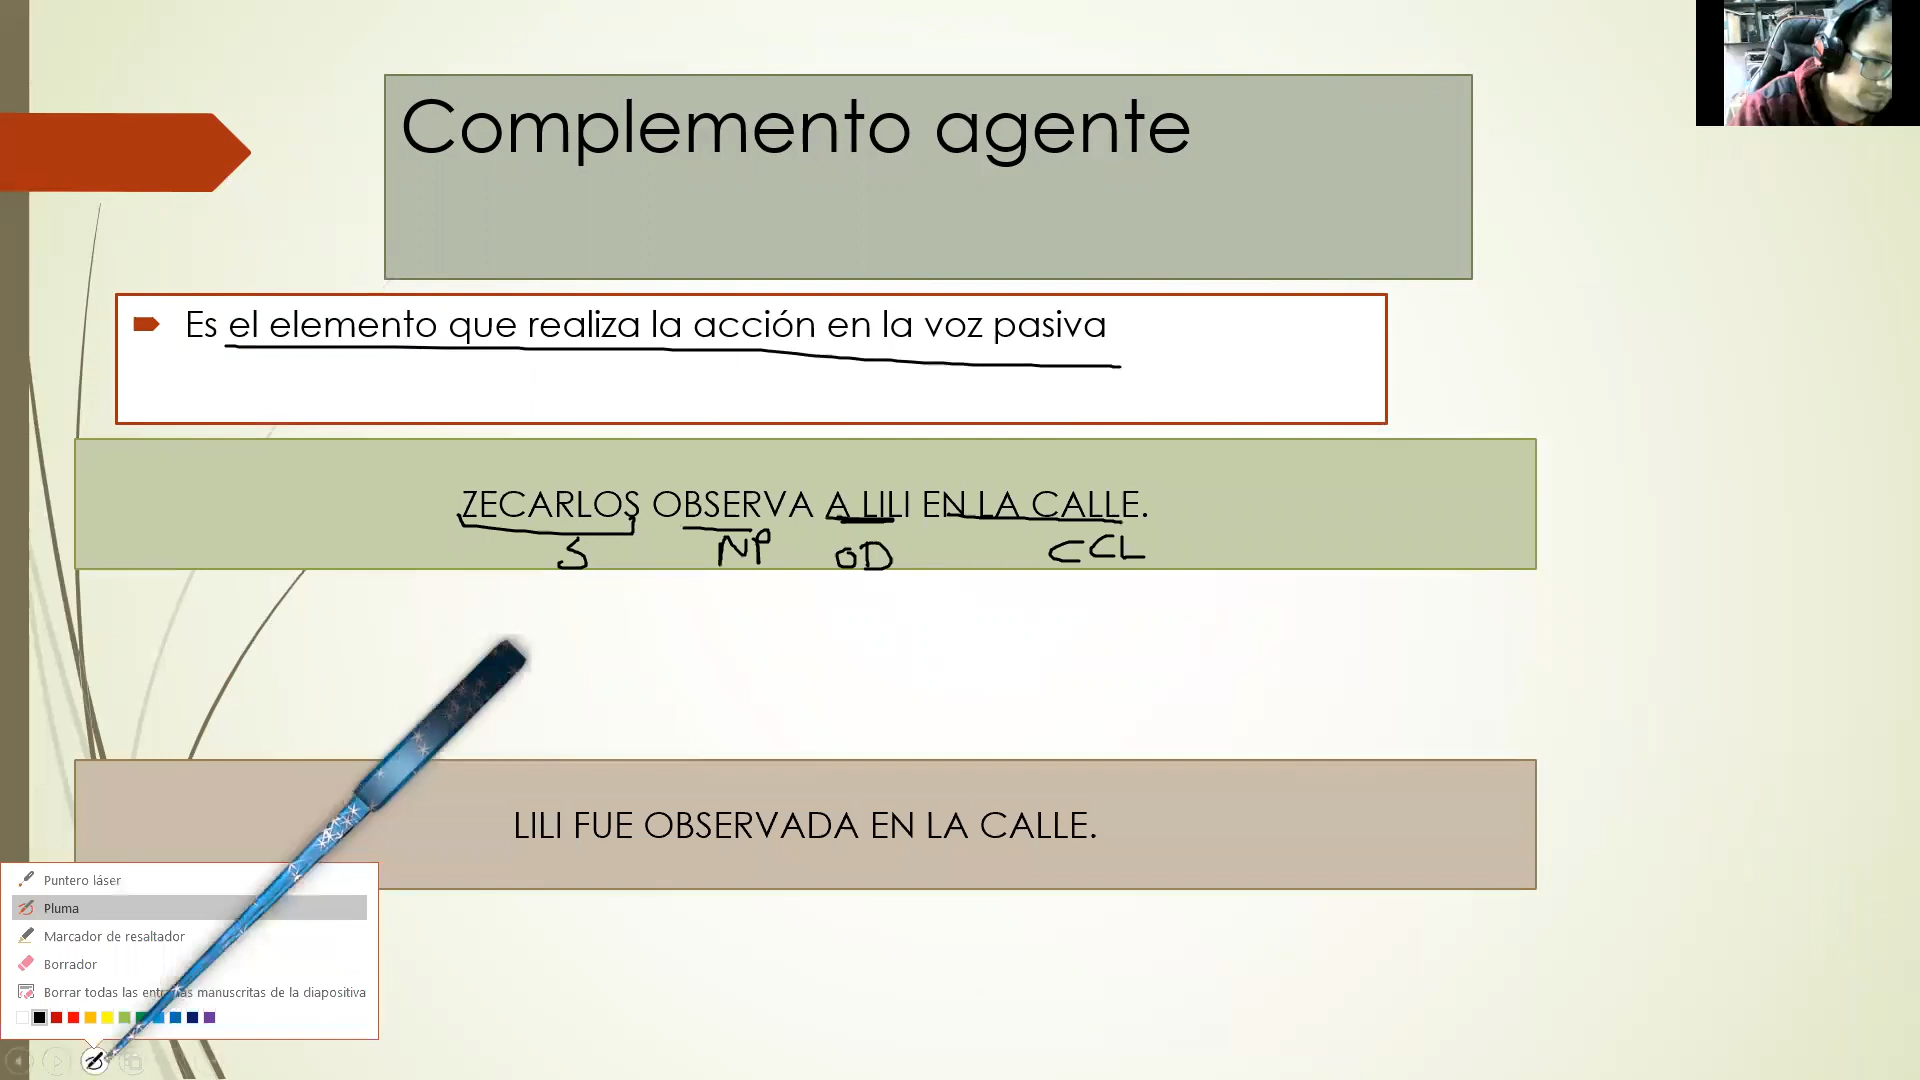 Complemento agente
Es el elemento que realiza la acción en la voz pasiva
ZECARLOS OBSERVA A LILI EN LA CALLE.
S NP OD CCL
LILI FUE OBSERVADA EN LA CALLE.
Puntero láser
Pluma
Marcador de resaltador
Borrador
Borrar todas las manuscritas de la diapositiva